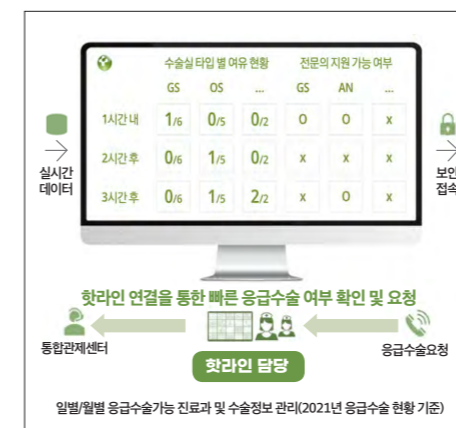 수술실 타입 별 여유 현황 전문의 지원 가능 여부
GS OS ... GS AN ...
1시간 내 1/6 0/5 0/2 O O x
2시간 후 0/6 1/5 0/2 x x x
3시간 후 0/6 1/5 2/2 x O x
실시간
데이터
보안
접속
핫라인 연결을 통한 빠른 응급수술 여부 확인 및 요청
통합관제센터
응급수술요청
핫라인 담당
일별/월별 응급수술가능 진료과 및 수술정보 관리(2021년 응급수술 현황 기준)